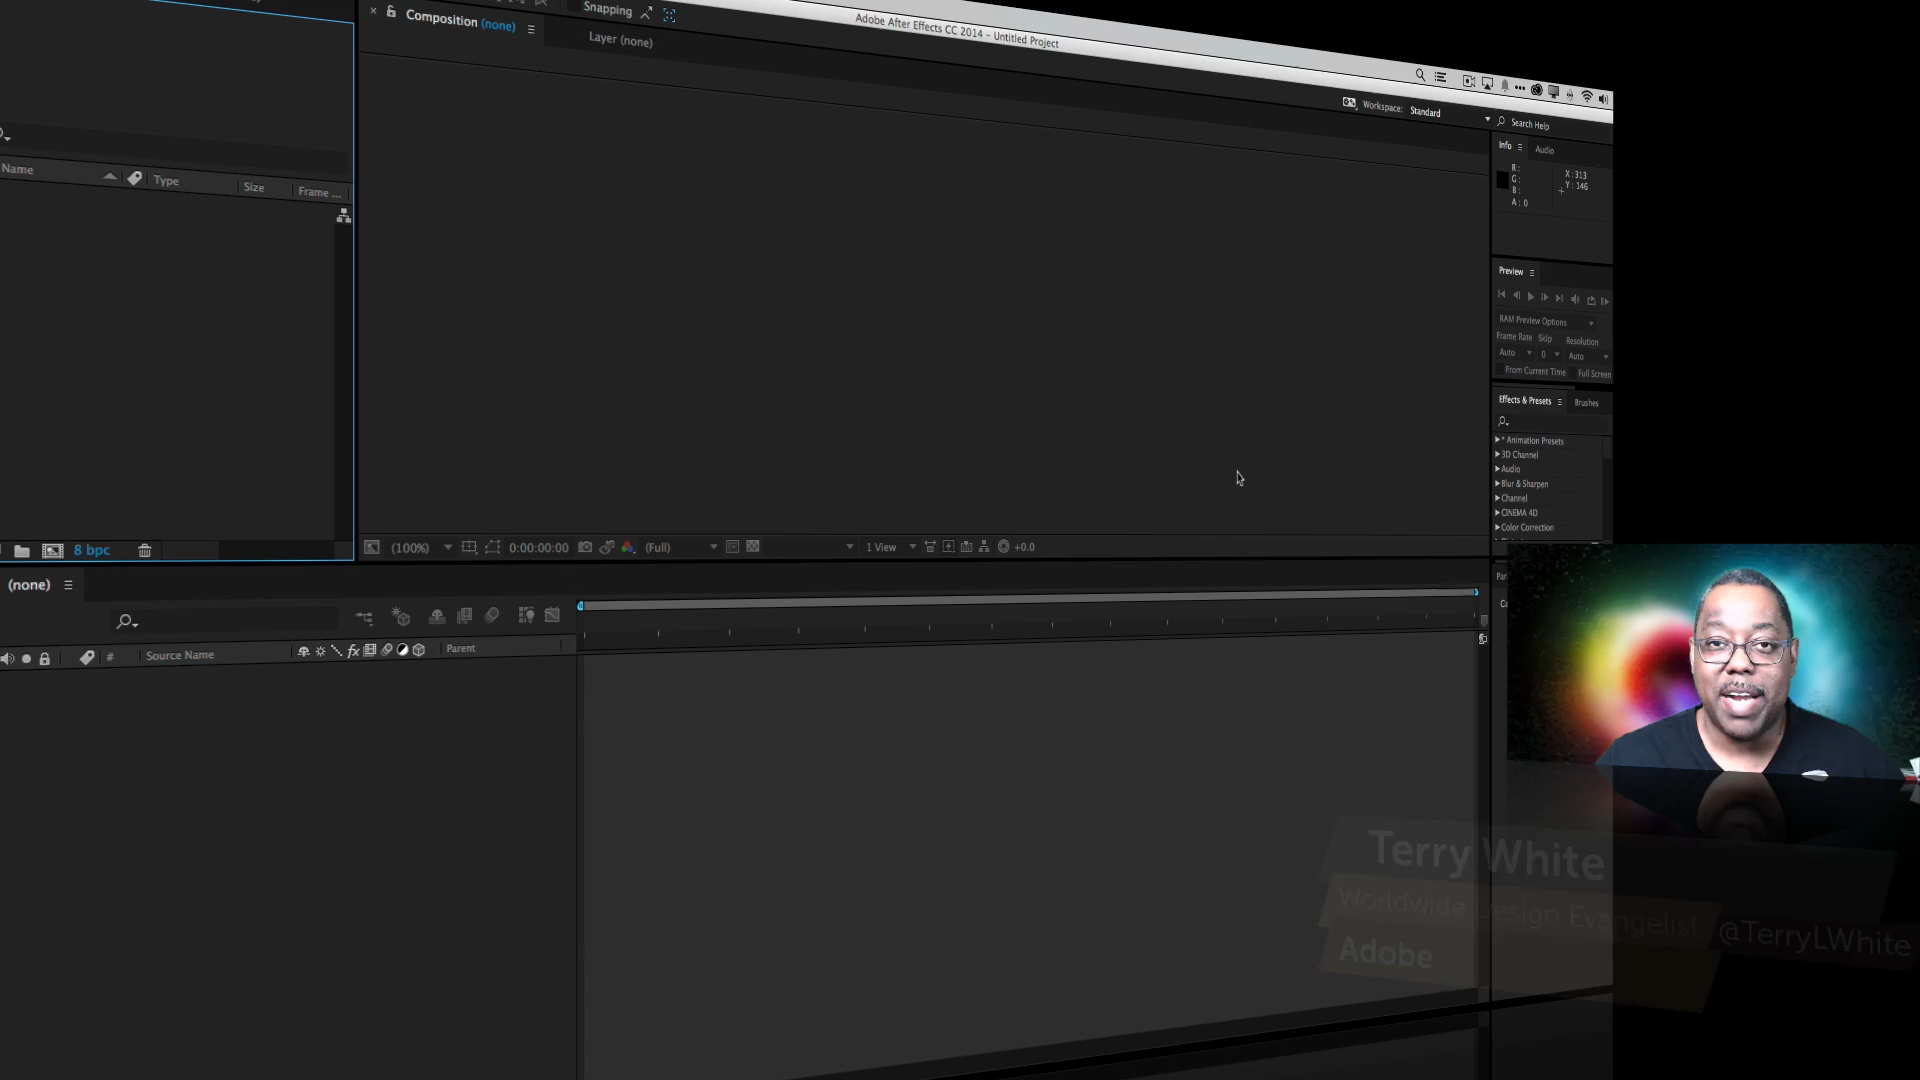 Snapping
Adobe After Effects CC 2014 – Untitled Project
Composition (none)
Layer (none)
Workspace: Standard
Search Help
Info
Audio
R :
G :
B :
A : 0
X : 313
Y : 146
Name
Type
Size
Frame ...
Preview
RAM Preview Options
Frame Rate Skip Resolution
Auto 0 Auto
From Current Time Full Screen
Effects & Presets
Brushes
* Animation Presets
3D Channel
Audio
Blur & Sharpen
Channel
CINEMA 4D
Color Correction
8 bpc
(100%)
0:00:00:00
(Full)
1 View
+0.0
(none)
#
Source Name
fx
Parent
Terry White
Worldwide Design Evangelist
@TerryLWhite
Adobe